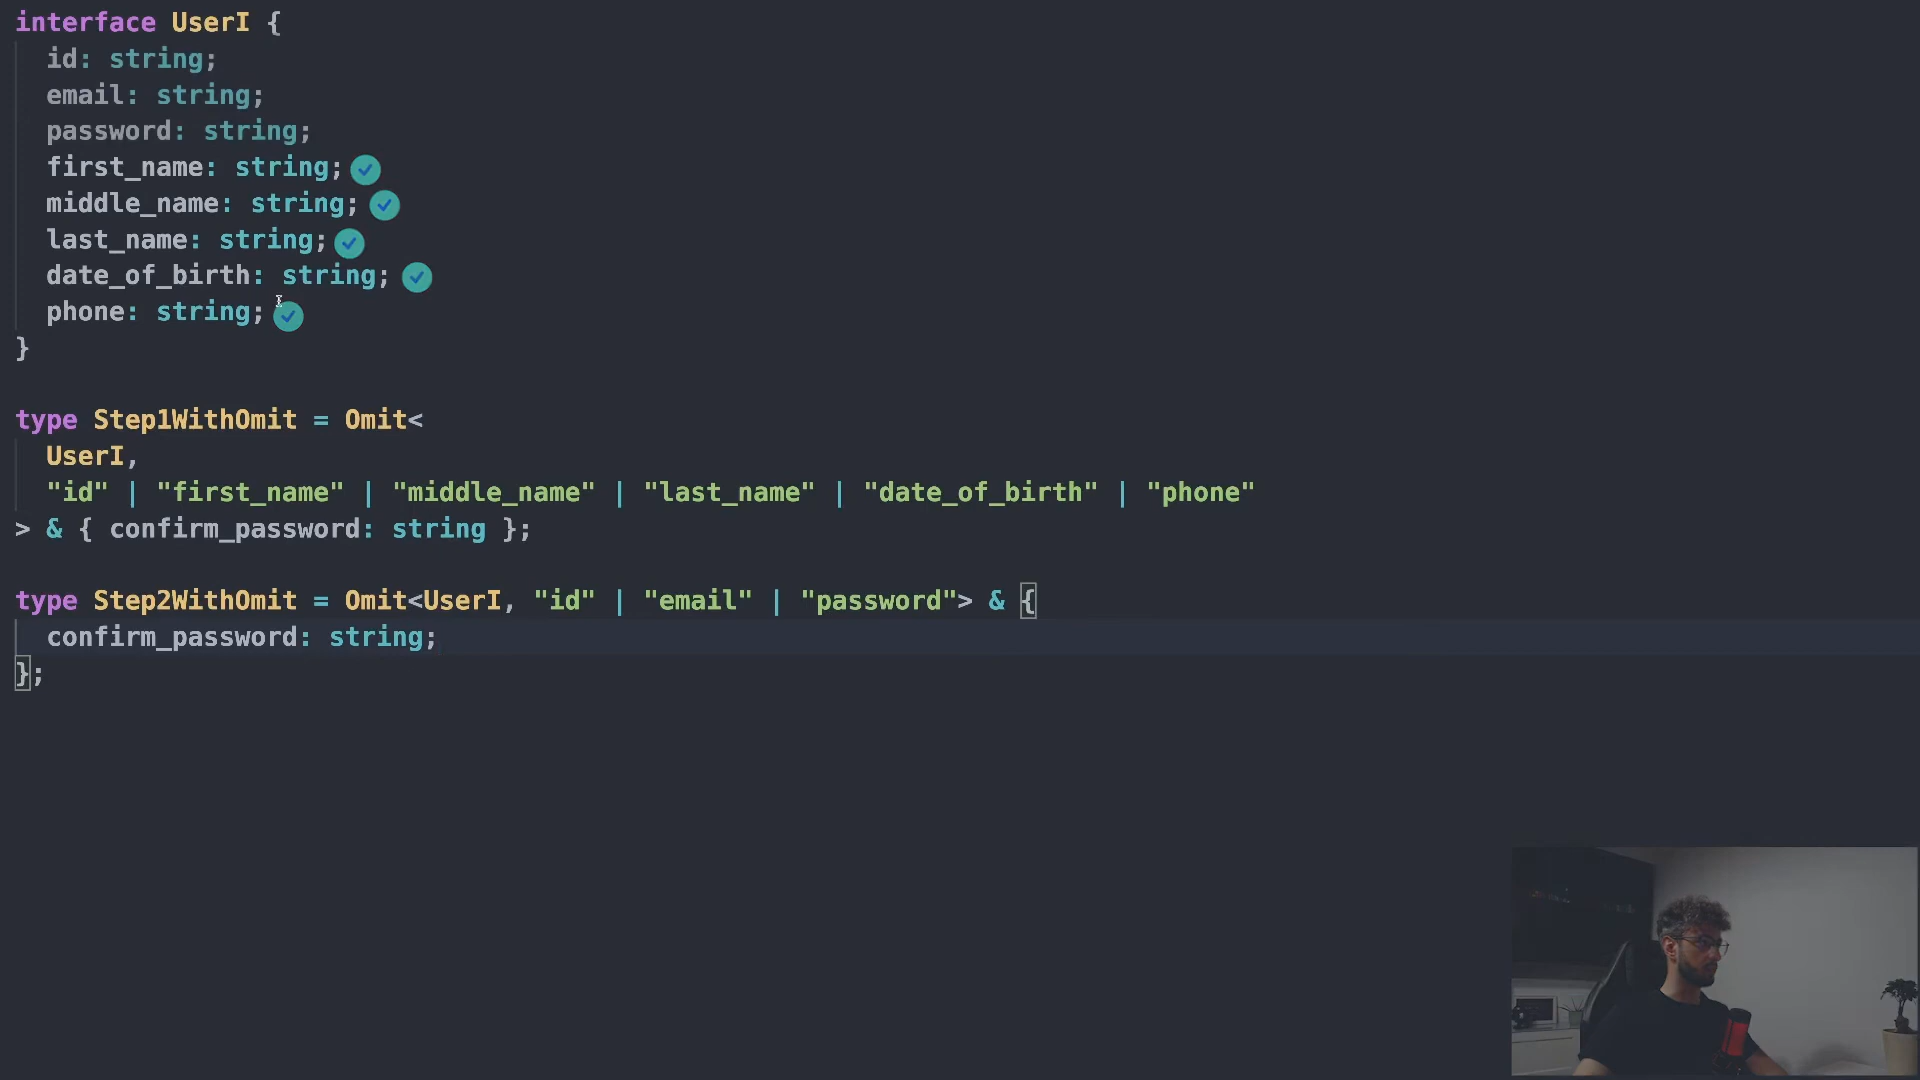 interface UserI {
id: string;
email: string;
password: string;
first_name: string;
middle_name: string;
last_name: string;
date_of_birth: string;
phone: string;
}
type Step1WithOmit = Omit<
UserI,
"id" | "first_name" | "middle_name" | "last_name" | "date_of_birth" | "phone"
> & { confirm_password: string };
type Step2WithOmit = Omit<UserI, "id" | "email" | "password"> & {
confirm_password: string;
};